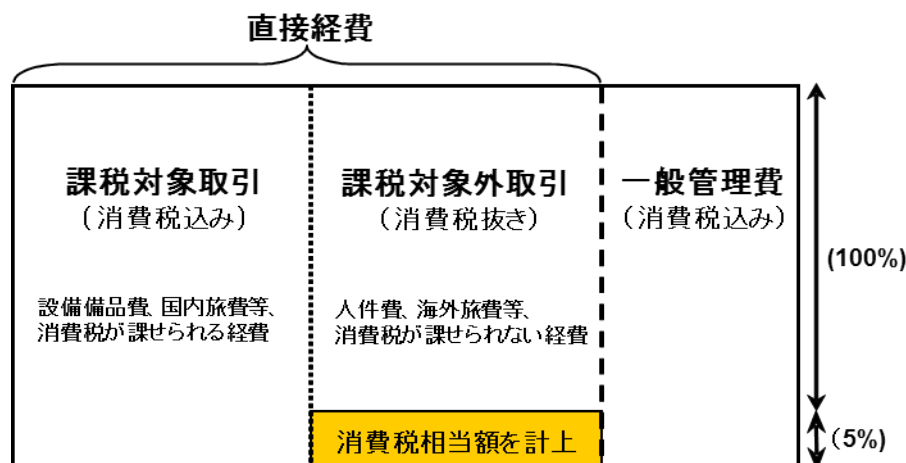 直接経費
課税対象取引
（消費税込み）
設備備品費、国内旅費等、
消費税が課せられる経費
課税対象外取引
（消費税抜き）
人件費、海外旅費等、
消費税が課せられない経費
消費税相当額を計上
一般管理費
（消費税込み）
(100%)
（5%)